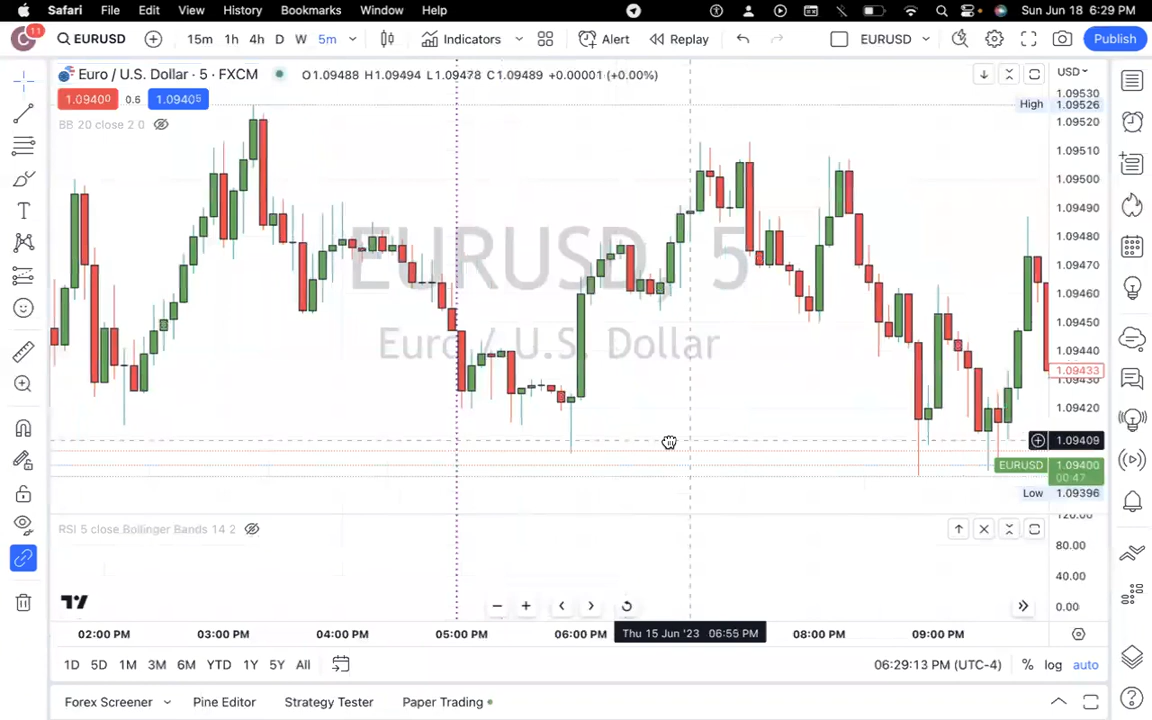 Safari File Edit View History Bookmarks Window Help Sun Jun 18 6:29 PM
C 11 EURUSD 15m 1h 4h D W 5m Indicators Alert Replay EURUSD Publish
Euro / U.S. Dollar · 5 · FXCM O1.09488 H1.09494 L1.09478 C1.09489 +0.00001 (+0.00%) USD
1.09400 0.6 1.09405
BB 20 close 2 0
EURUSD, 5
Euro / U.S. Dollar
1.09530
High 1.09526
1.09520
1.09510
1.09500
1.09490
1.09480
1.09470
1.09460
1.09450
1.09440
1.09433
1.09430
1.09420
1.09409
EURUSD 1.09400
00:47
Low 1.09396
RSI 5 close Bollinger Bands 14 2
120.00
80.00
40.00
0.00
02:00 PM 03:00 PM 04:00 PM 05:00 PM 06:00 PM Thu 15 Jun '23 06:55 PM 08:00 PM 09:00 PM
1D 5D 1M 3M 6M YTD 1Y 5Y All 06:29:13 PM (UTC-4) % log auto
Forex Screener Pine Editor Strategy Tester Paper Trading